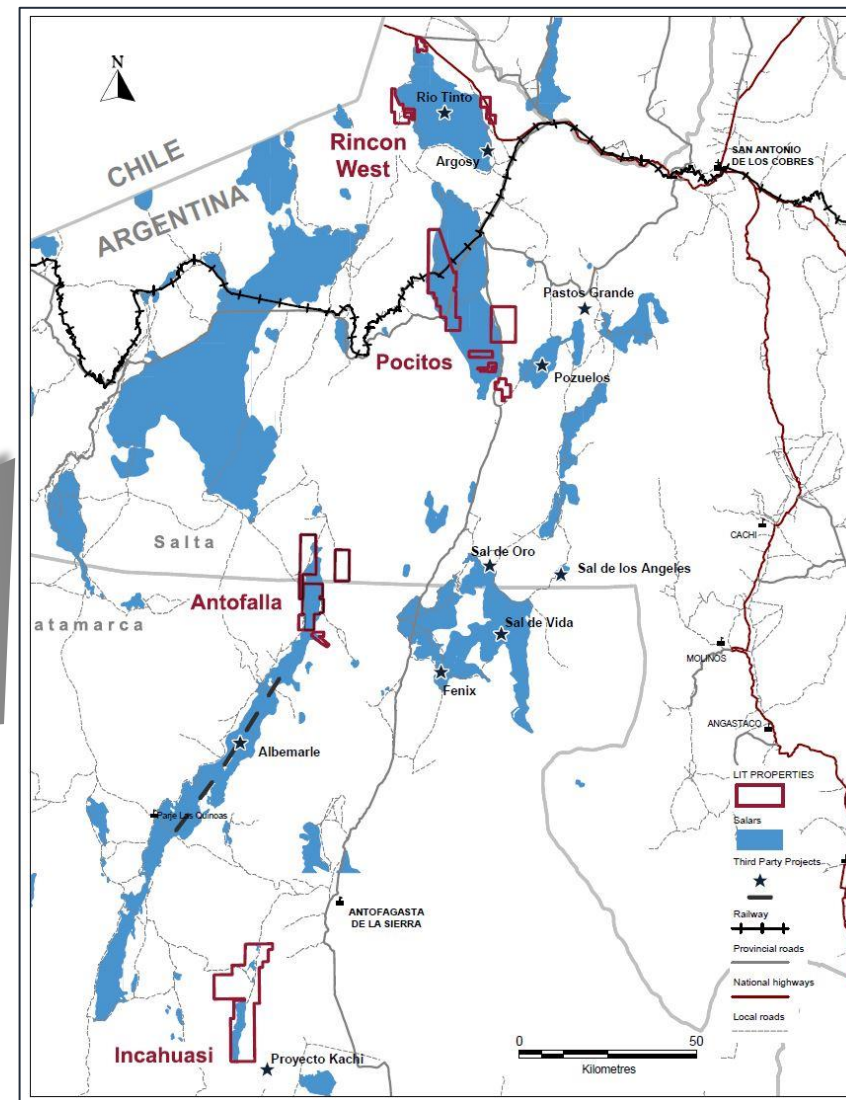 N
CHILE
ARGENTINA
Rio Tinto
Rincon
West
Argosy
SAN ANTONIO
DE LOS COBRES
Pastos Grande
Pocitos
Pozuelos
Salta
CACHI
Sal de Oro
Sal de los Angeles
Antofalla
atamarca
Sal de Vida
MOLINOS
Fenix
ANGASTACO
Albemarle
LIT PROPERTIES
Salars
Parje Las Quinoas
Third Party Projects
ANTOFAGASTA
DE LA SIERRA
Railway
Provincial roads
National highways
Local roads
Incahuasi
Proyecto Kachi
0 50
Kilometres